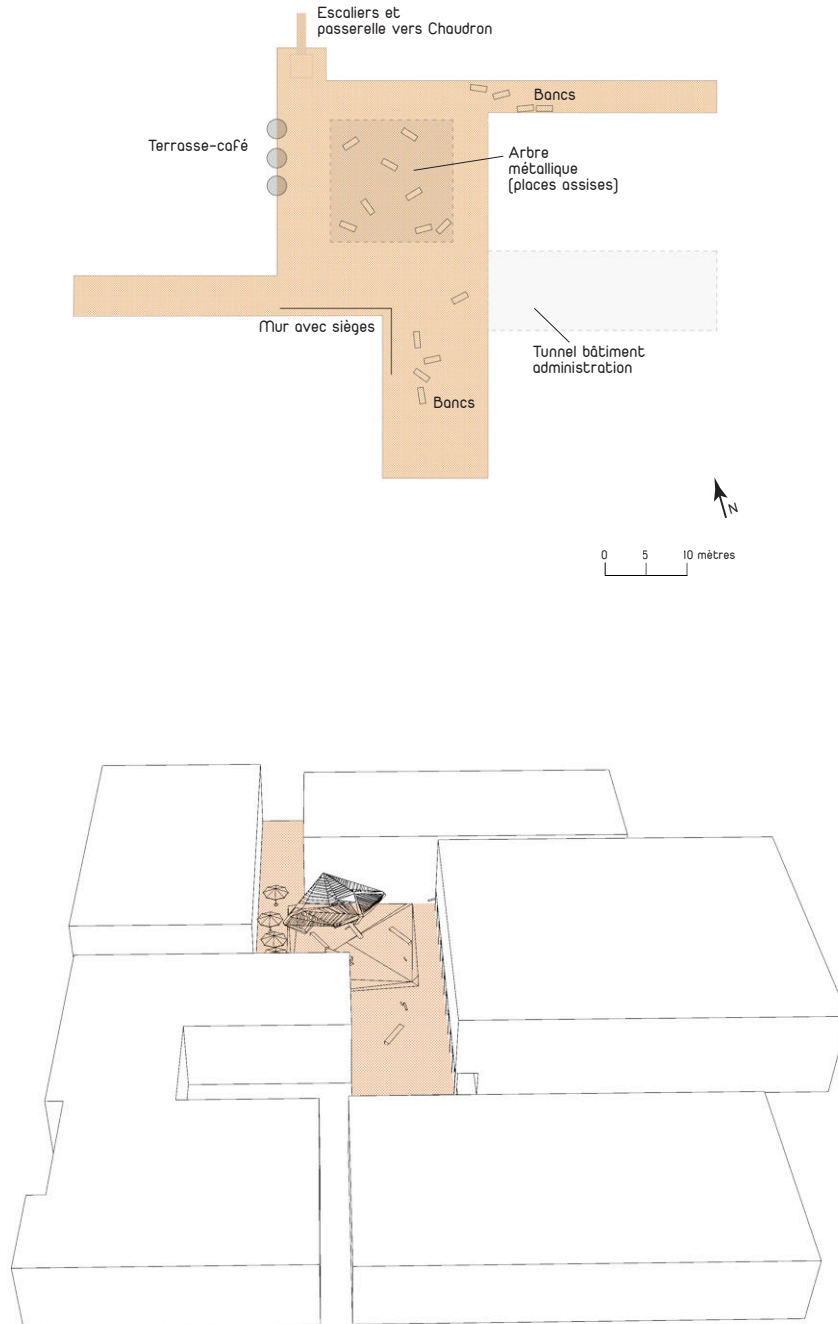 Escaliers et
passerelle vers Chaudron
Bancs
Terrasse-café
Arbre
métallique
(places assises)
Mur avec sièges
Tunnel bâtiment
administration
Bancs
N
0 5 10 mètres